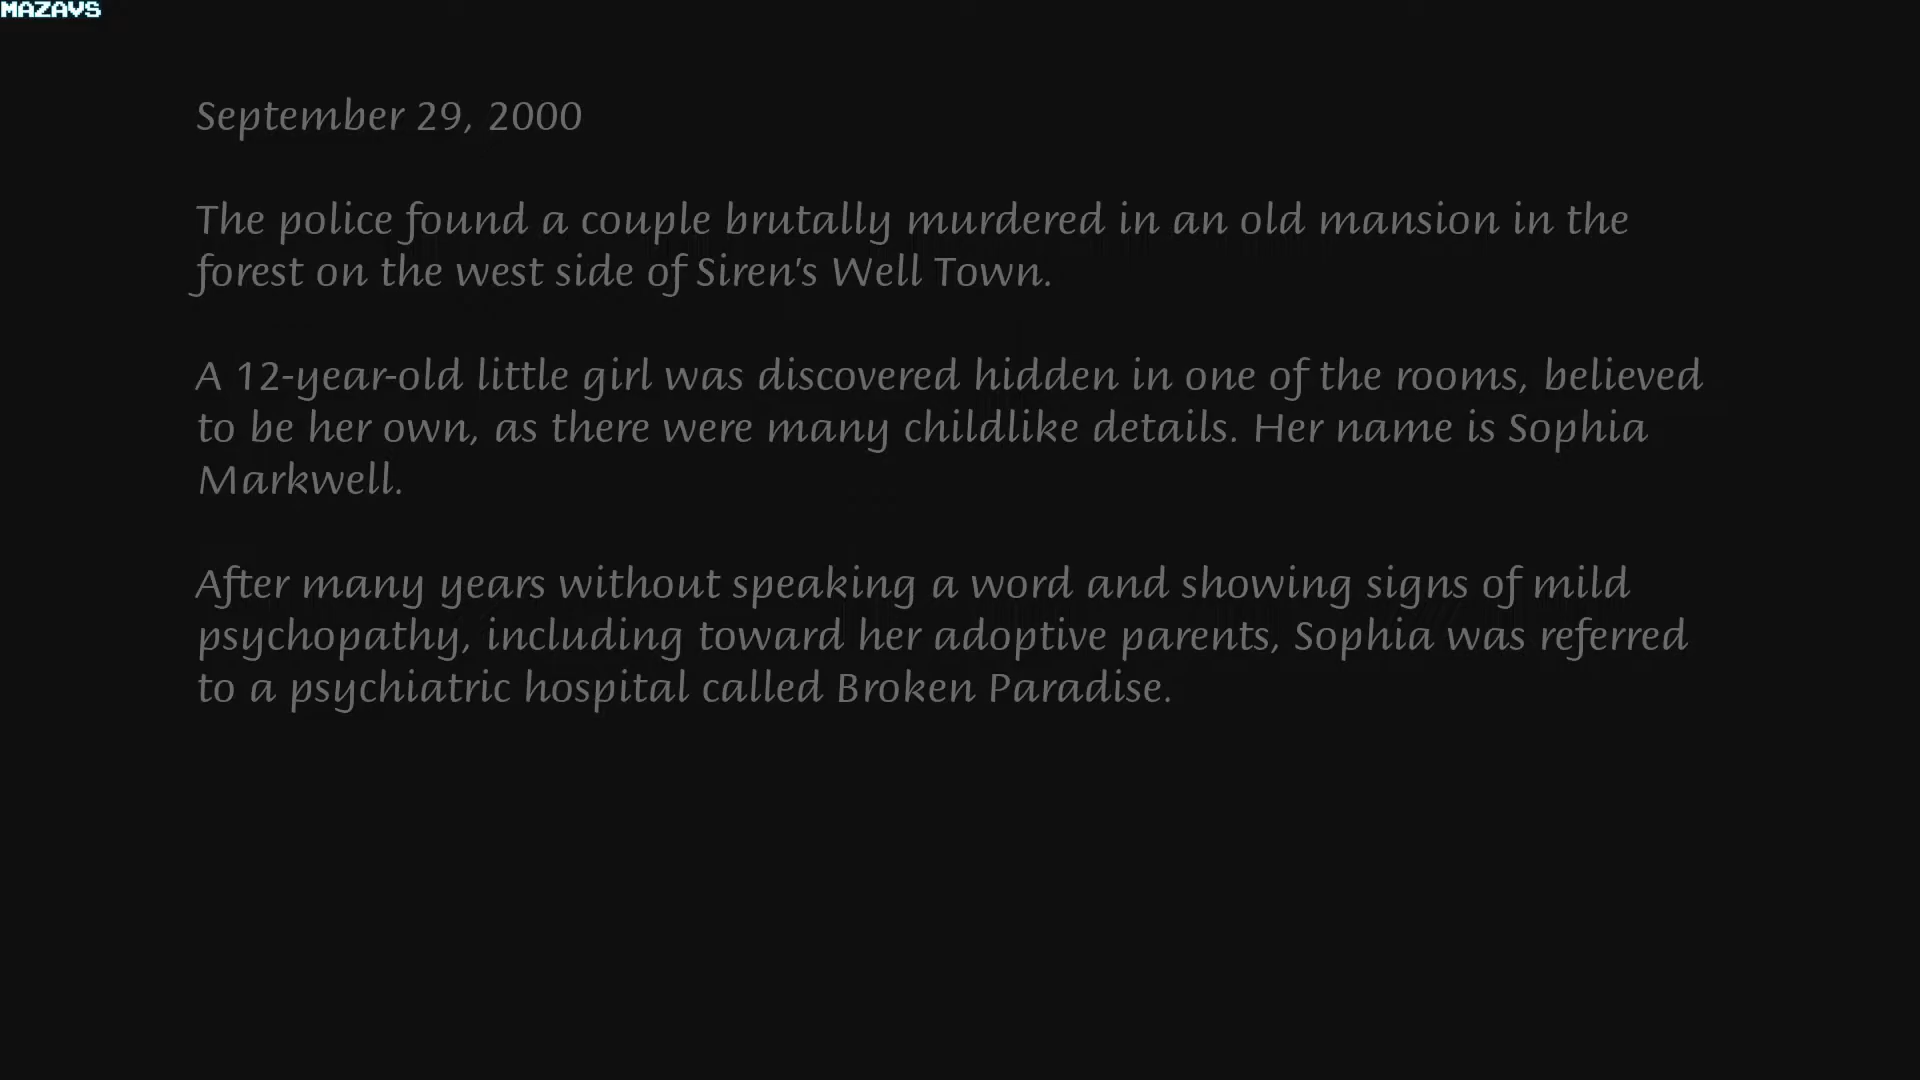 MAZAVS
September 29, 2000
The police found a couple brutally murdered in an old mansion in the
forest on the west side of Siren's Well Town.
A 12-year-old little girl was discovered hidden in one of the rooms, believed
to be her own, as there were many childlike details. Her name is Sophia
Markwell.
After many years without speaking a word and showing signs of mild
psychopathy, including toward her adoptive parents, Sophia was referred
to a psychiatric hospital called Broken Paradise.